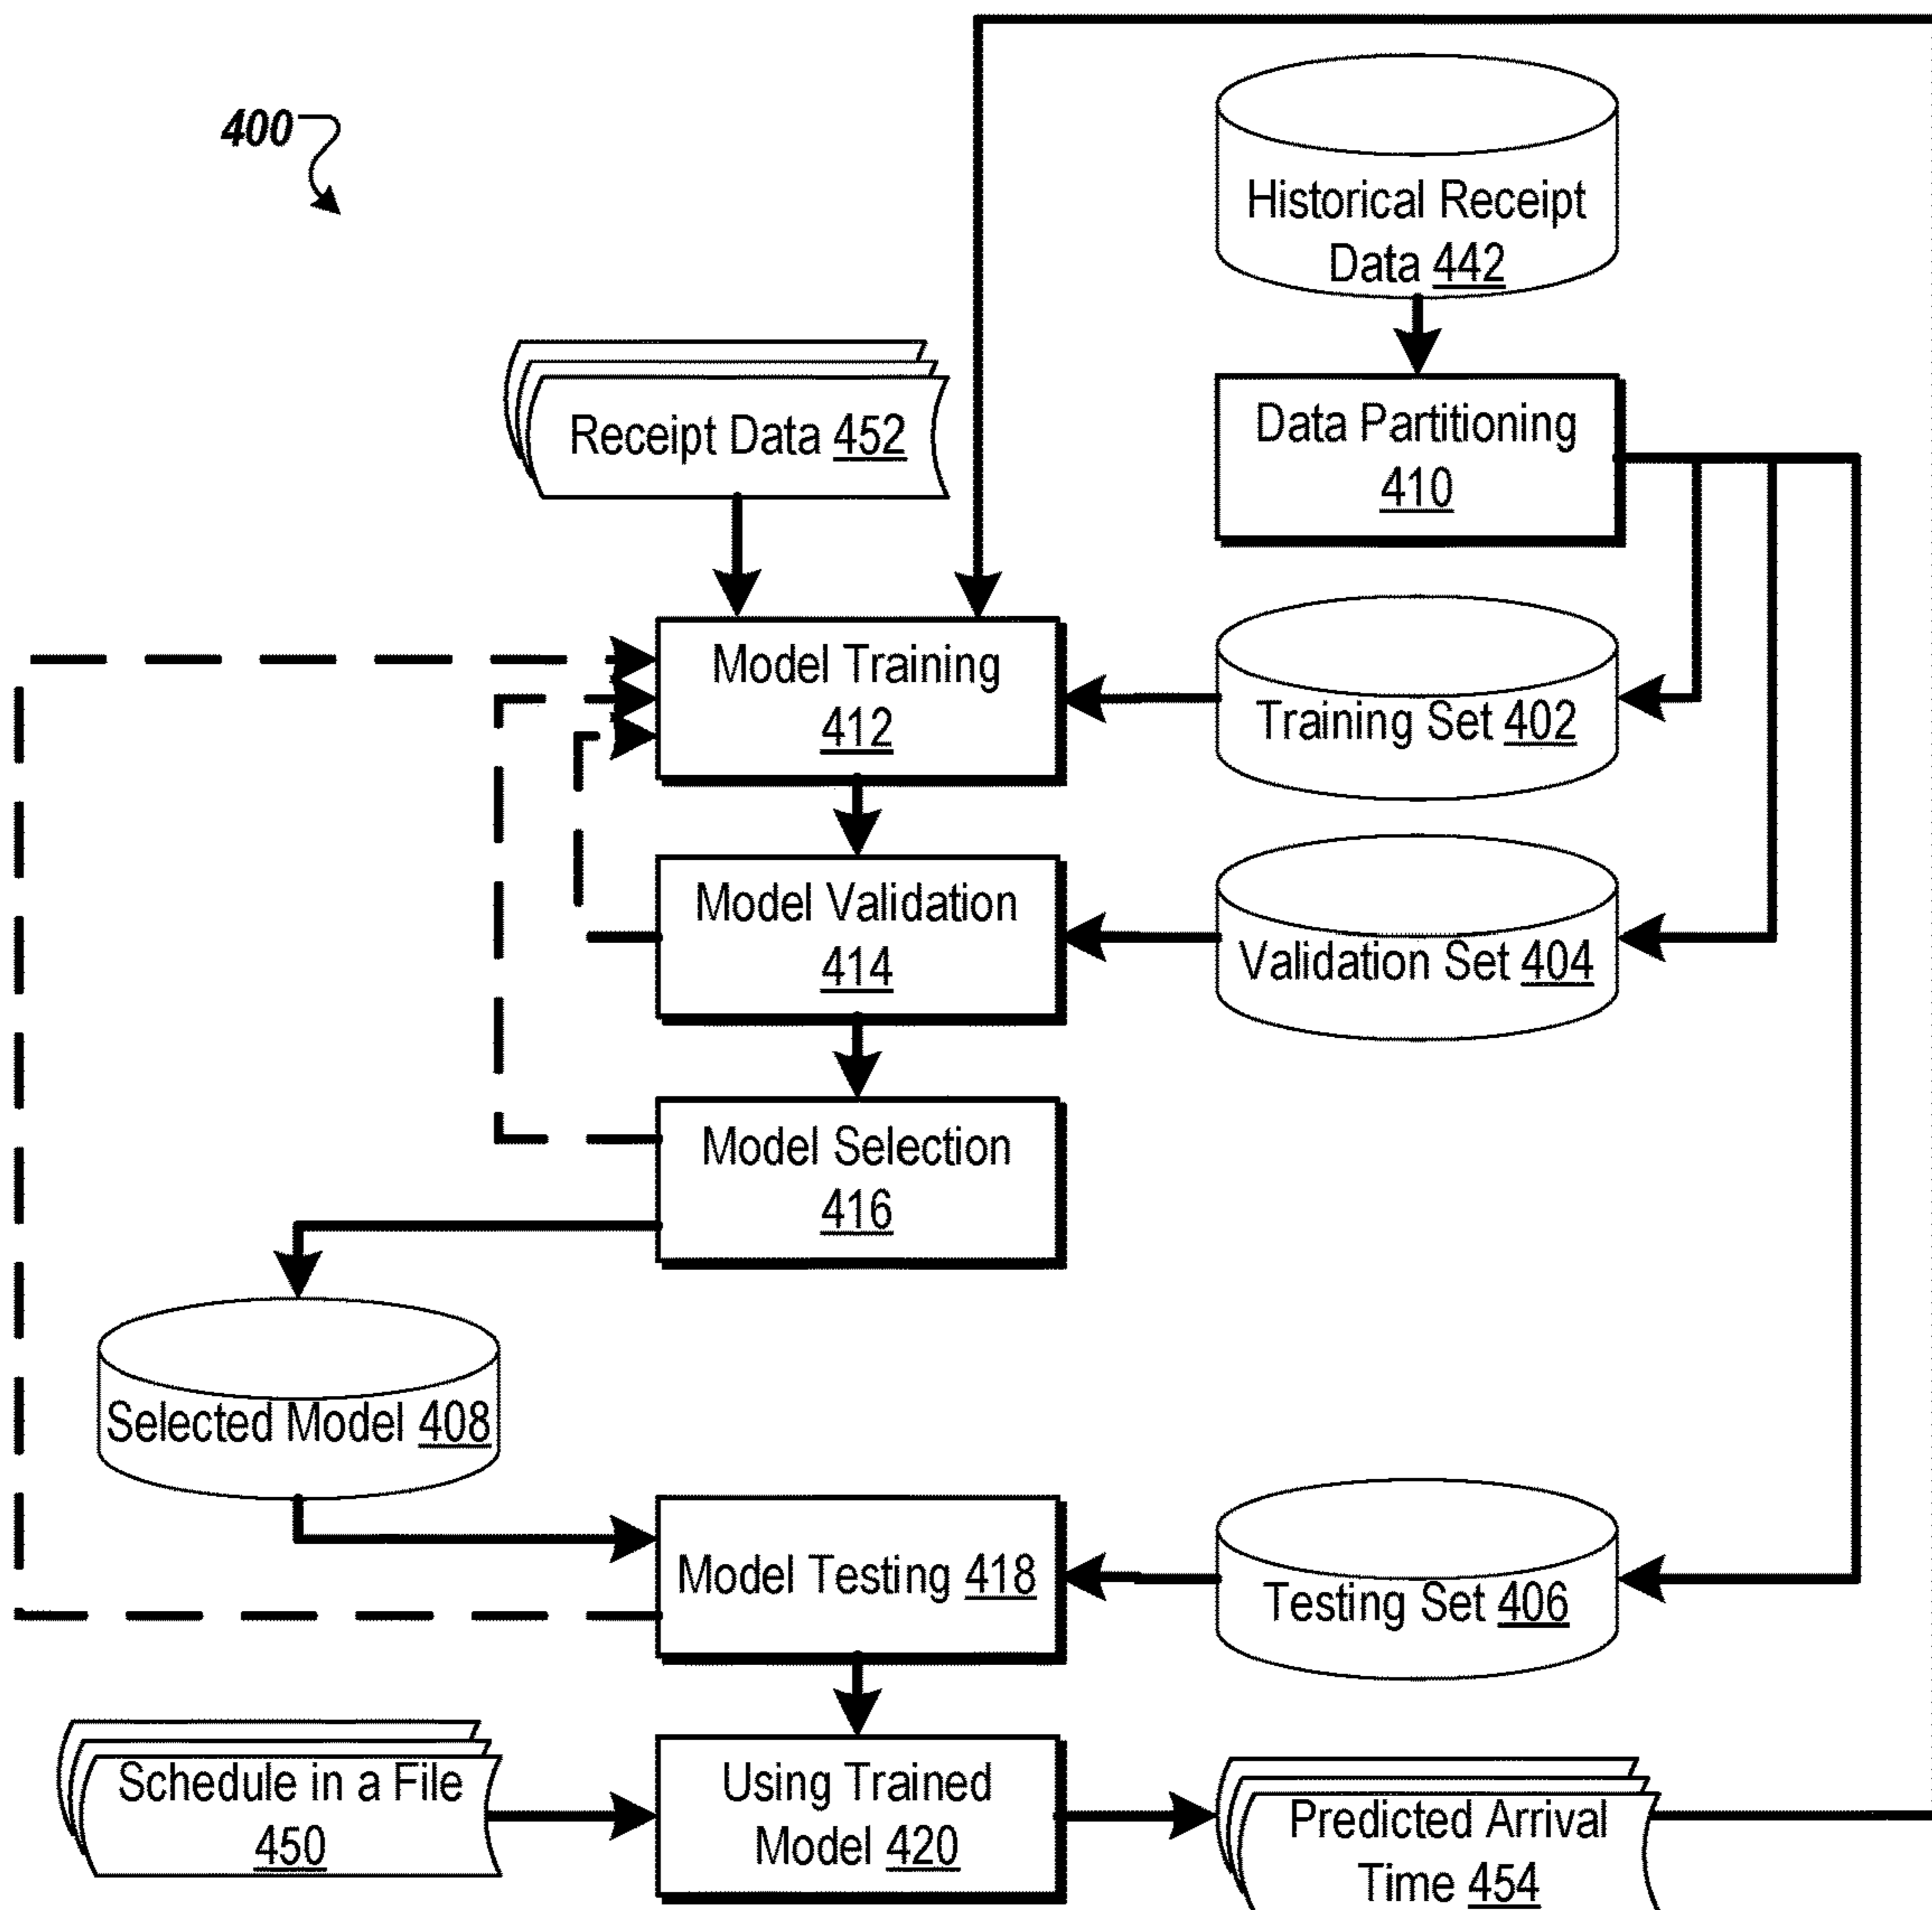 400
Historical Receipt
Data 442
Receipt Data 452
Data Partitioning
410
Model Training
412
Training Set 402
Model Validation
414
Validation Set 404
Model Selection
416
Selected Model 408
Model Testing 418
Testing Set 406
Schedule in a File
450
Using Trained
Model 420
Predicted Arrival
Time 454